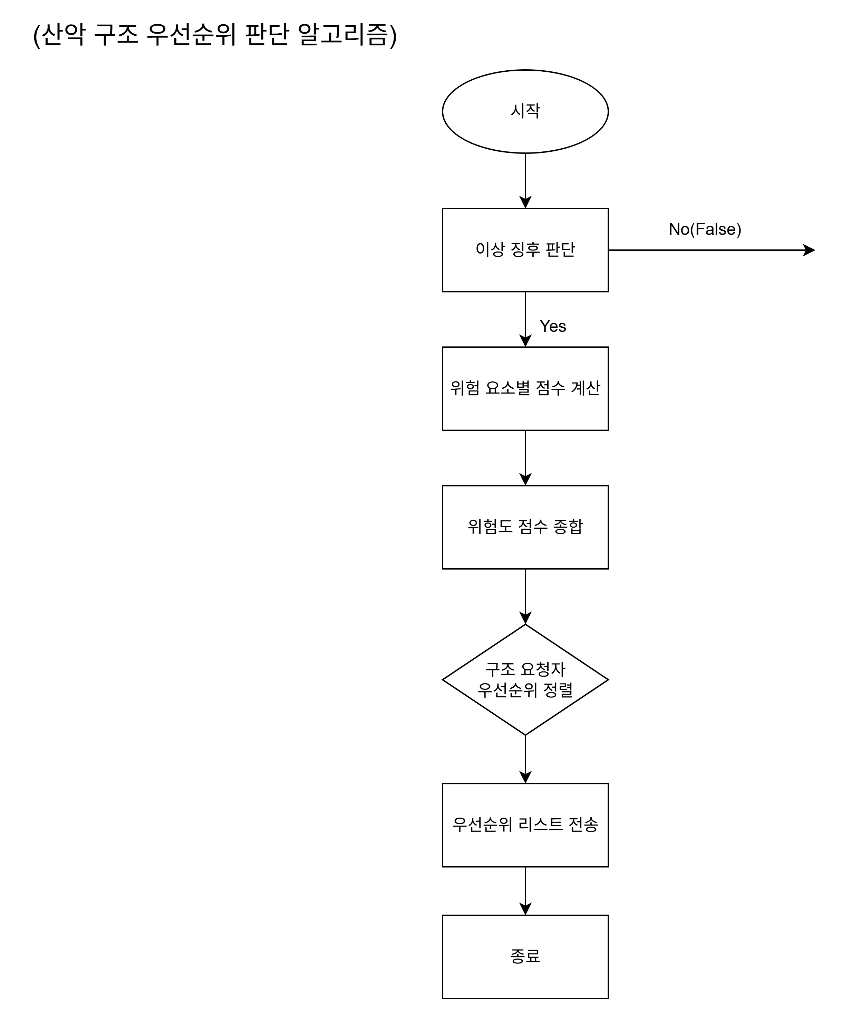 (산악 구조 우선순위 판단 알고리즘)
시작
이상 징후 판단
No(False)
Yes
위험 요소별 점수 계산
위험도 점수 종합
구조 요청자
우선순위 정렬
우선순위 리스트 전송
종료